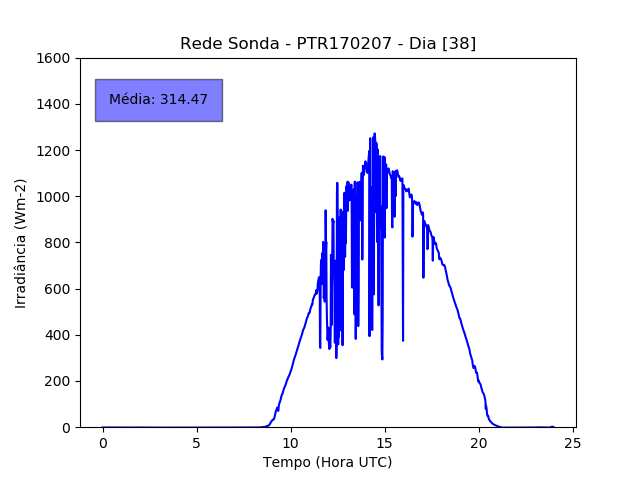 Rede Sonda - PTR170207 - Dia [38]
Média: 314.47
Irradiância (Wm-2)
1600
1400
1200
1000
800
600
400
200
0
0 5 10 15 20 25
Tempo (Hora UTC)